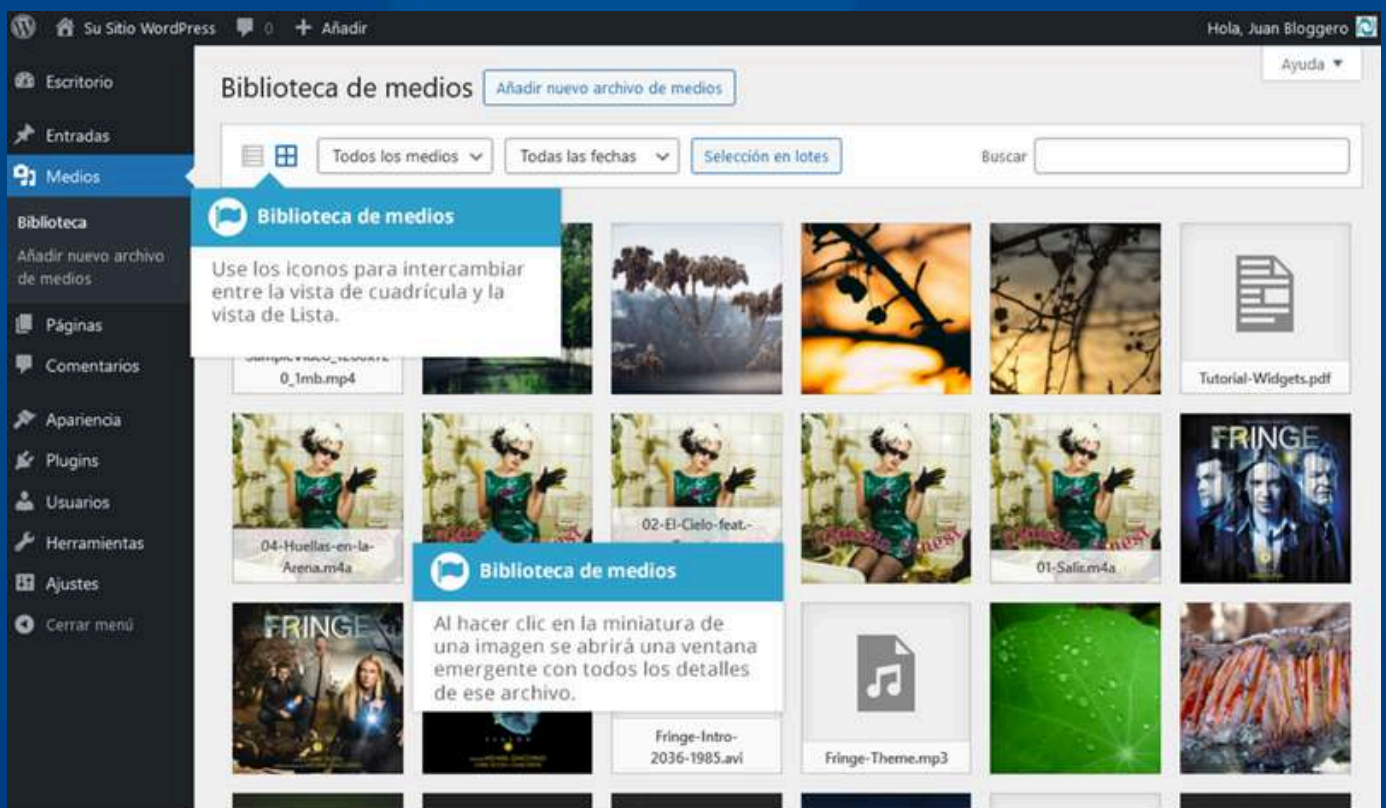 Su Sitio WordPress 0 + Añadir
Hola, Juan Bloggero
Escritorio
Entradas
Medios
Biblioteca
Añadir nuevo archivo
de medios
Páginas
Comentarios
Apariencia
Plugins
Usuarios
Herramientas
Ajustes
Cerrar menú
Ayuda
Biblioteca de medios
Añadir nuevo archivo de medios
Todos los medios
Todas las fechas
Selección en lotes
Buscar
Biblioteca de medios
Use los iconos para intercambiar
entre la vista de cuadrícula y la
vista de Lista.
0_1mb.mp4
Tutorial-Widgets.pdf
04-Huellas-en-la-
Arena.m4a
02-El-Cielo-feat.-
01-Salir.m4a
FRINGE
Biblioteca de medios
Al hacer clic en la miniatura de
una imagen se abrirá una ventana
emergente con todos los detalles
de ese archivo.
FRINGE
Fringe-Intro-
2036-1985.avi
Fringe-Theme.mp3